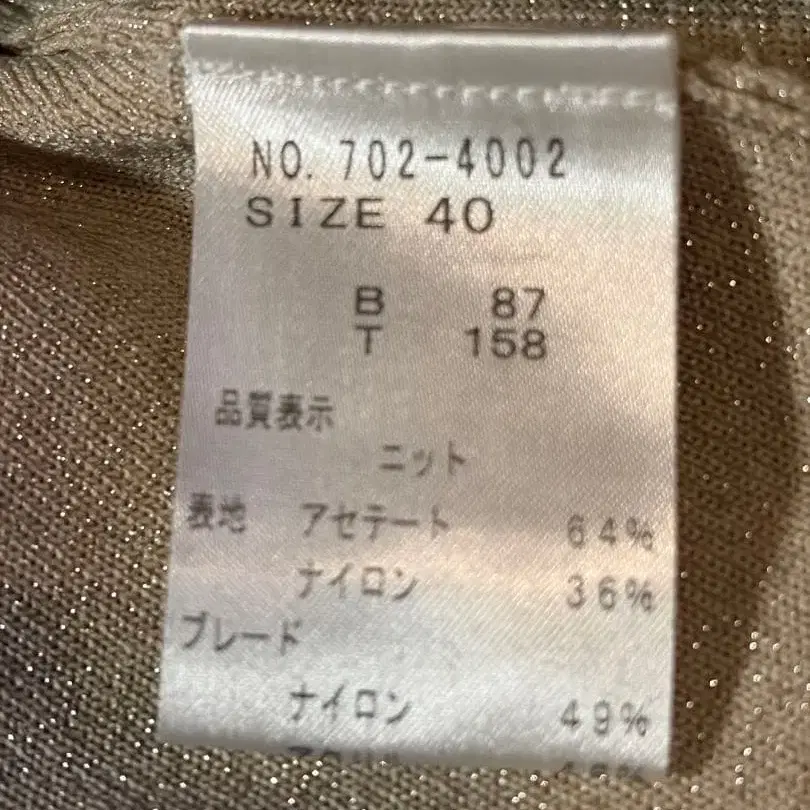 NO. 702-4002
SIZE 40
B 87
T 158
品質表示
ニット
表地 アセテート 64%
ナイロン 36%
ブレード
ナイロン 49%